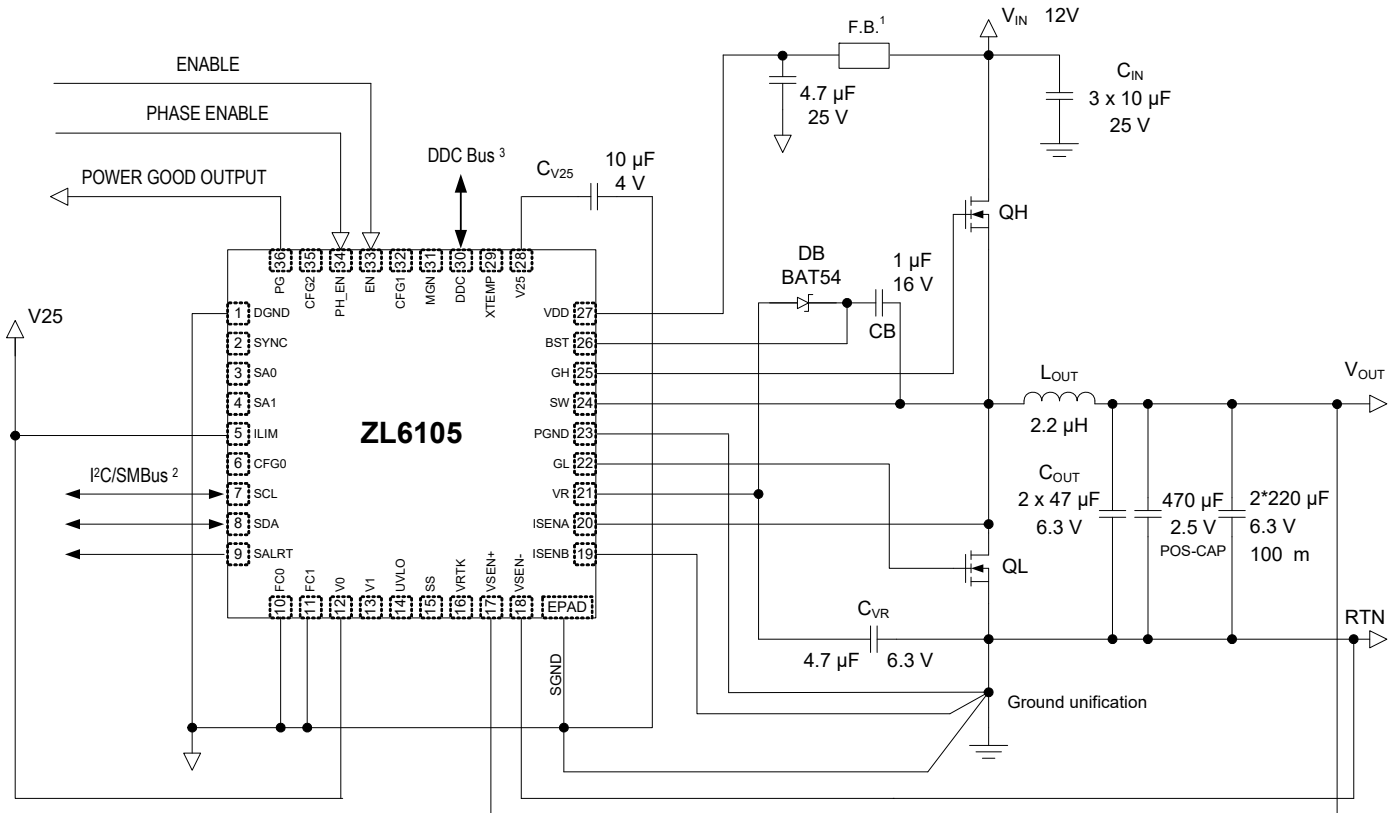 ENABLE
PHASE ENABLE
POWER GOOD OUTPUT
DDC Bus ³
C_V25
10 µF
4 V
F.B.¹
4.7 µF
25 V
V_IN 12V
C_IN
3 x 10 µF
25 V
QH
DB
BAT54
1 µF
16 V
CB
V25
36 35 34 33 32 31 30 29 28
PG CFG2 PH_EN EN CFG1 MGN DDC XTEMP V25
1 DGND
2 SYNC
3 SA0
4 SA1
5 ILIM
6 CFG0
7 SCL
8 SDA
9 SALRT
I²C/SMBus ²
ZL6105
VDD 27
BST 26
GH 25
SW 24
PGND 23
GL 22
VR 21
ISENA 20
ISENB 19
FC0 FC1 V0 V1 UVLO SS VRTK VSEN+ VSEN-
10 11 12 13 14 15 16 17 18
EPAD
SGND
L_OUT
2.2 µH
V_OUT
C_OUT
2 x 47 µF
6.3 V
470 µF
2.5 V
POS-CAP
2*220 µF
6.3 V
100 m
QL
C_VR
4.7 µF 6.3 V
RTN
Ground unification